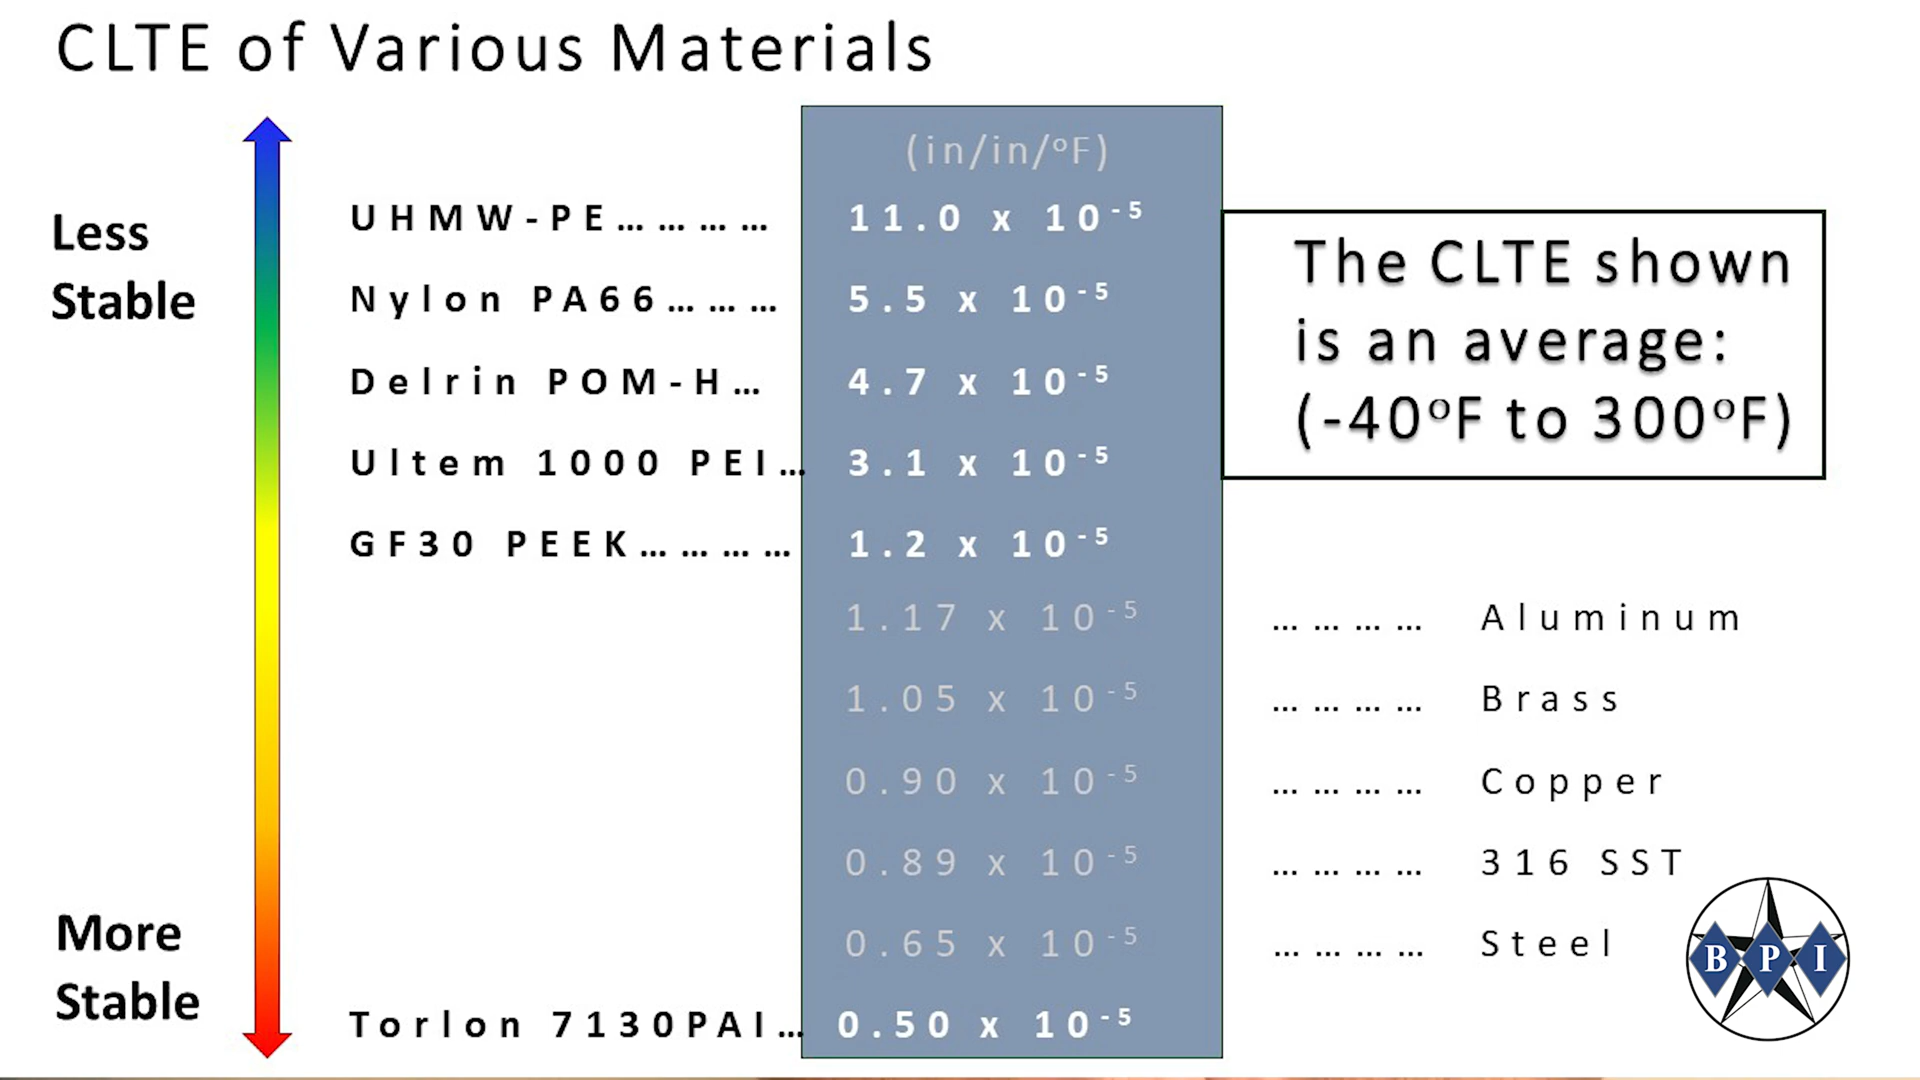 CLTE of Various Materials
(in/in/°F)
Less
Stable
UHMW-PE………… 11.0 x 10⁻⁵
Nylon PA66……… 5.5 x 10⁻⁵
Delrin POM-H… 4.7 x 10⁻⁵
Ultem 1000 PEI… 3.1 x 10⁻⁵
GF30 PEEK………… 1.2 x 10⁻⁵
The CLTE shown
is an average:
(-40°F to 300°F)
1.17 x 10⁻⁵ ………… Aluminum
1.05 x 10⁻⁵ ………… Brass
0.90 x 10⁻⁵ ………… Copper
0.89 x 10⁻⁵ ………… 316 SST
0.65 x 10⁻⁵ ………… Steel
More
Stable
Torlon 7130PAI… 0.50 x 10⁻⁵
BPI